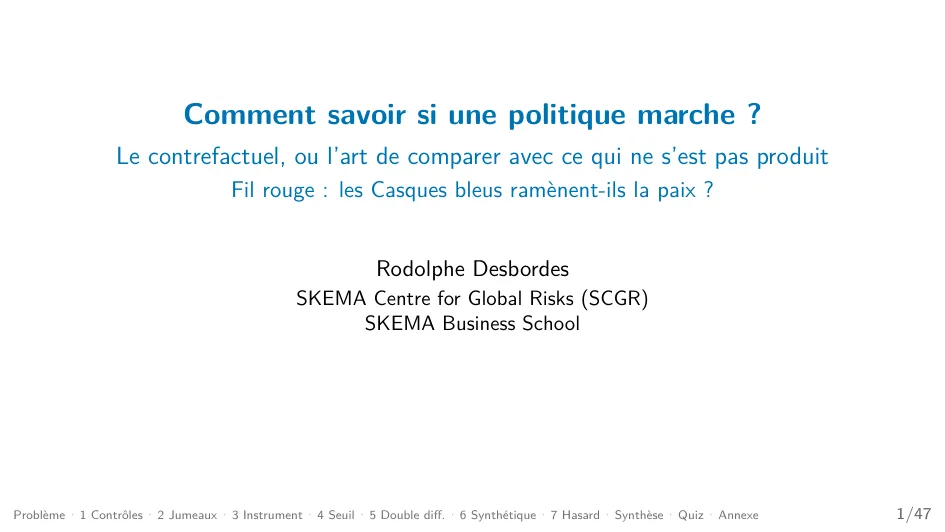 Comment savoir si une politique marche ?
Le contrefactuel, ou l'art de comparer avec ce qui ne s'est pas produit
Fil rouge : les Casques bleus ramènent-ils la paix ?
Rodolphe Desbordes
SKEMA Centre for Global Risks (SCGR)
SKEMA Business School
Problème · 1 Contrôles · 2 Jumeaux · 3 Instrument · 4 Seuil · 5 Double diff. · 6 Synthétique · 7 Hasard · Synthèse · Quiz · Annexe 1/47